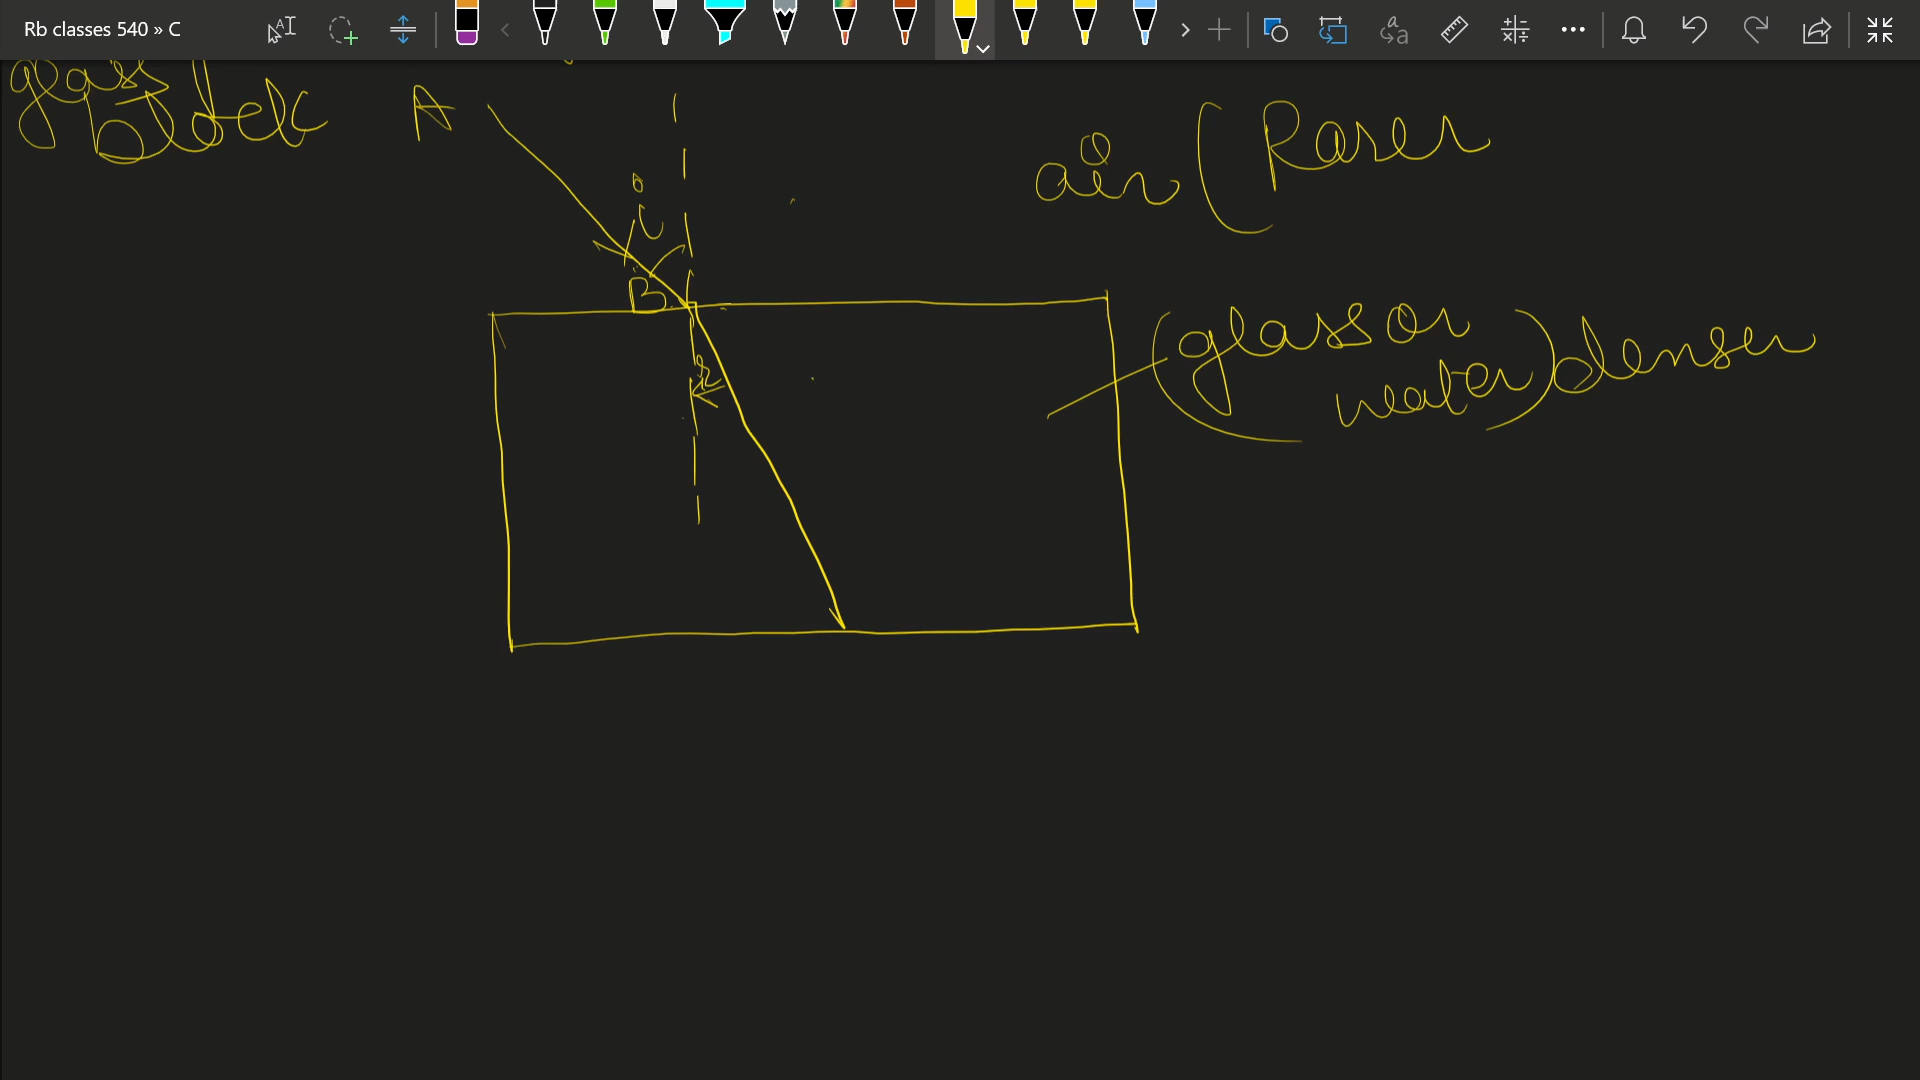 Rb classes 540 » C
glass
block
A
air (Rarer
i
B
r
(glass or
water) denser